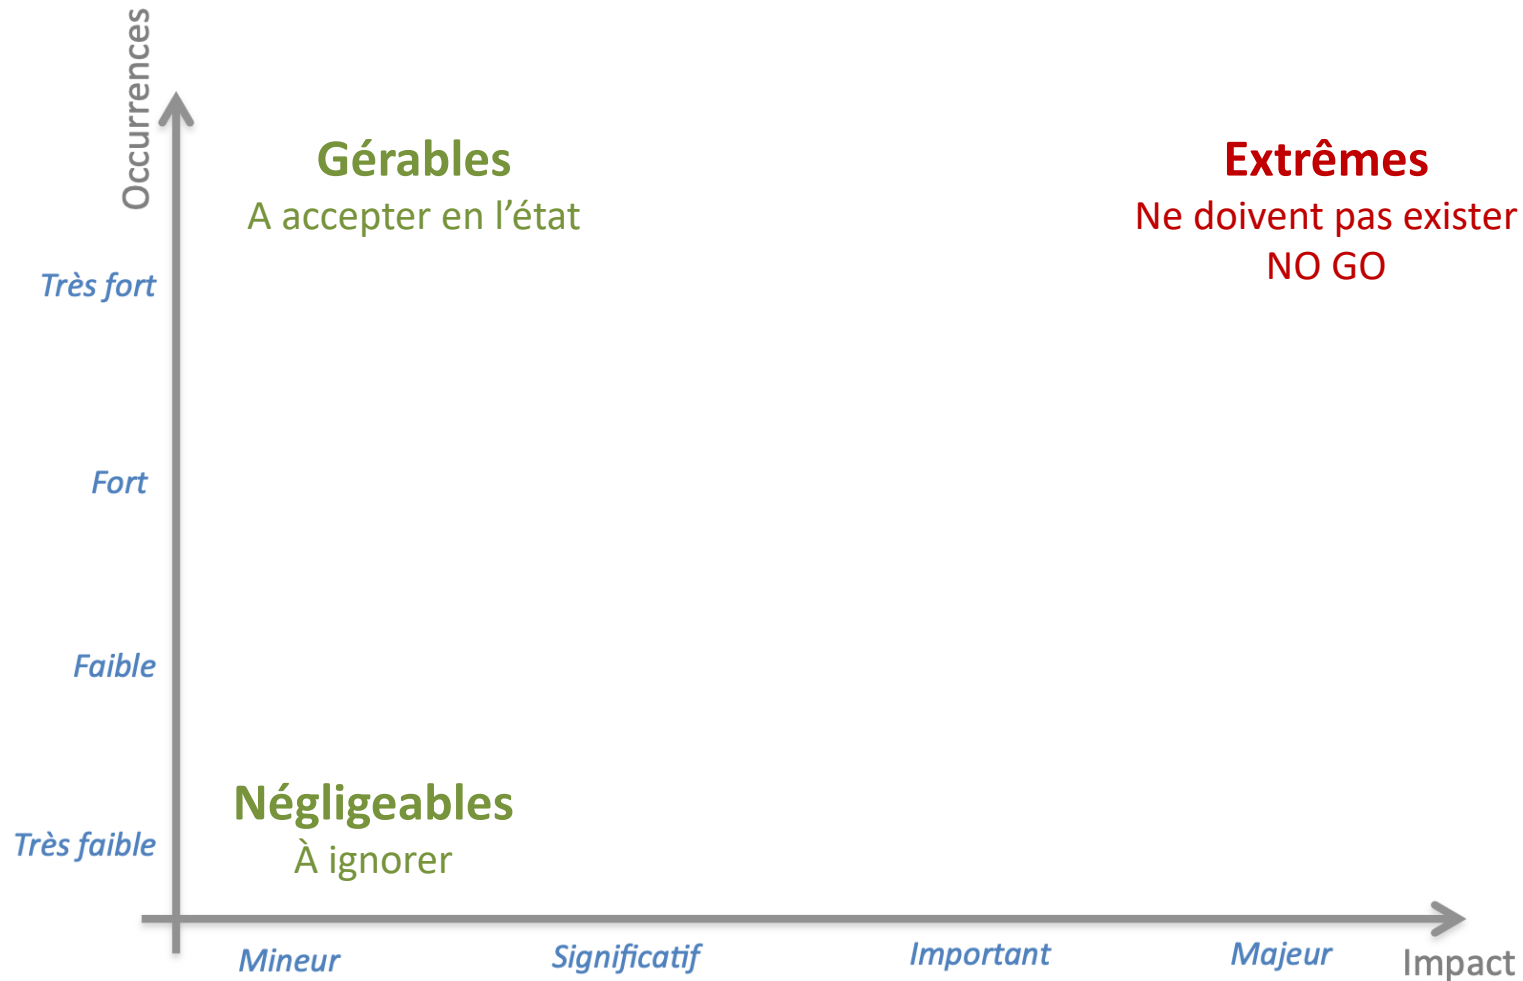 Occurrences
Gérables
A accepter en l’état
Extrêmes
Ne doivent pas exister
NO GO
Très fort
Fort
Faible
Négligeables
À ignorer
Très faible
Mineur
Significatif
Important
Majeur
Impact